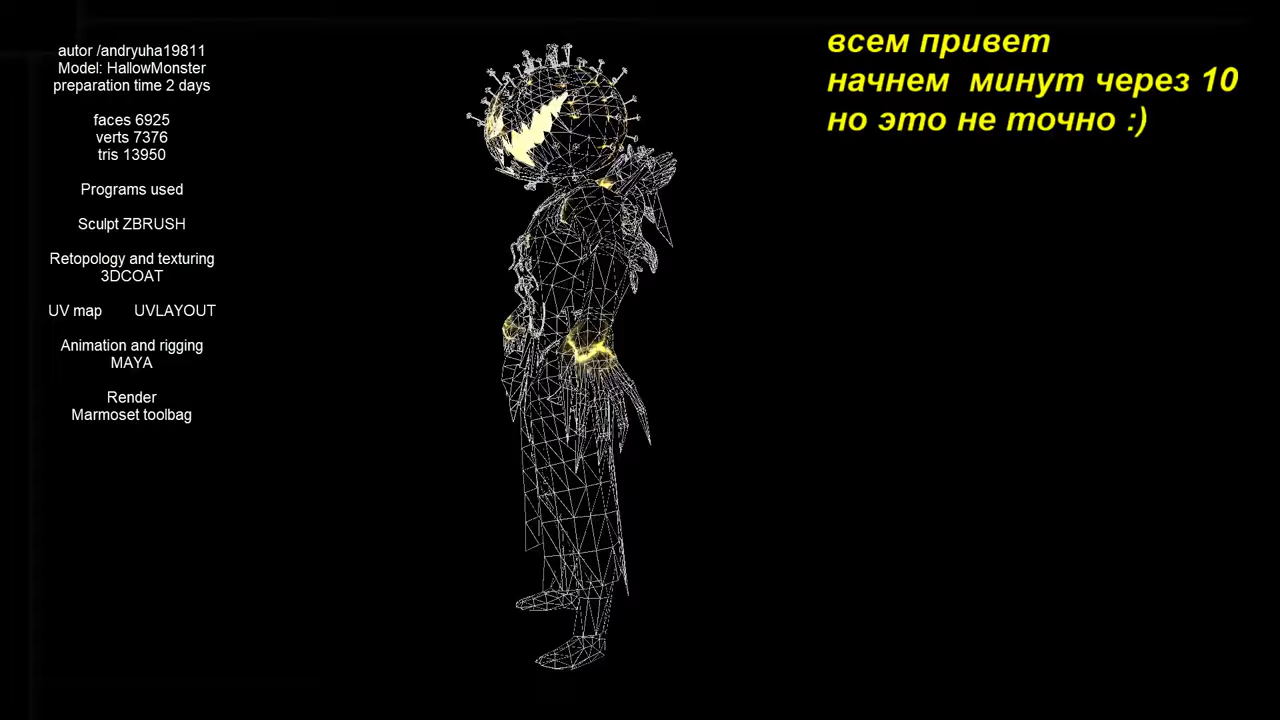 autor /andryuha19811
Model: HallowMonster
preparation time 2 days
faces 6925
verts 7376
tris 13950
Programs used
Sculpt ZBRUSH
Retopology and texturing
3DCOAT
UV map UVLAYOUT
Animation and rigging
MAYA
Render
Marmoset toolbag
всем привет
начнем минут через 10
но это не точно :)